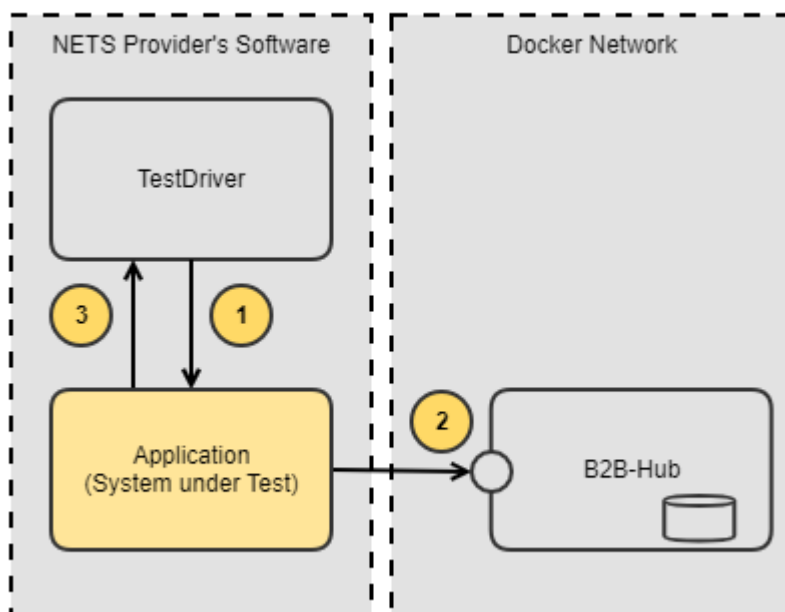 NETS Provider's Software
Docker Network
TestDriver
3
1
2
Application
(System under Test)
B2B-Hub